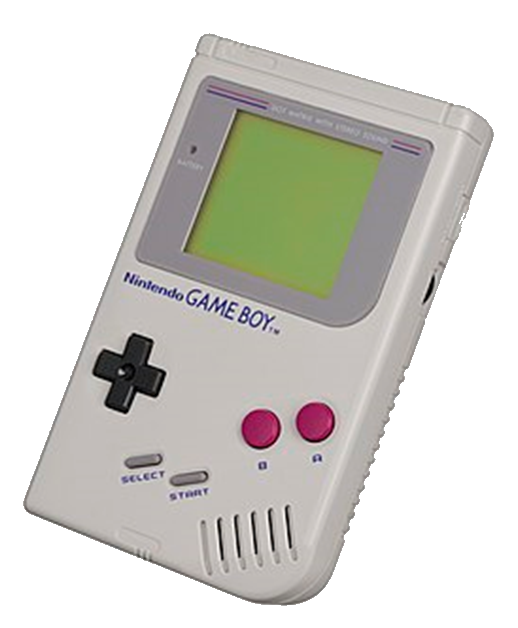 DOT MATRIX WITH STEREO SOUND
BATTERY
Nintendo GAME BOY™
B A
SELECT
START